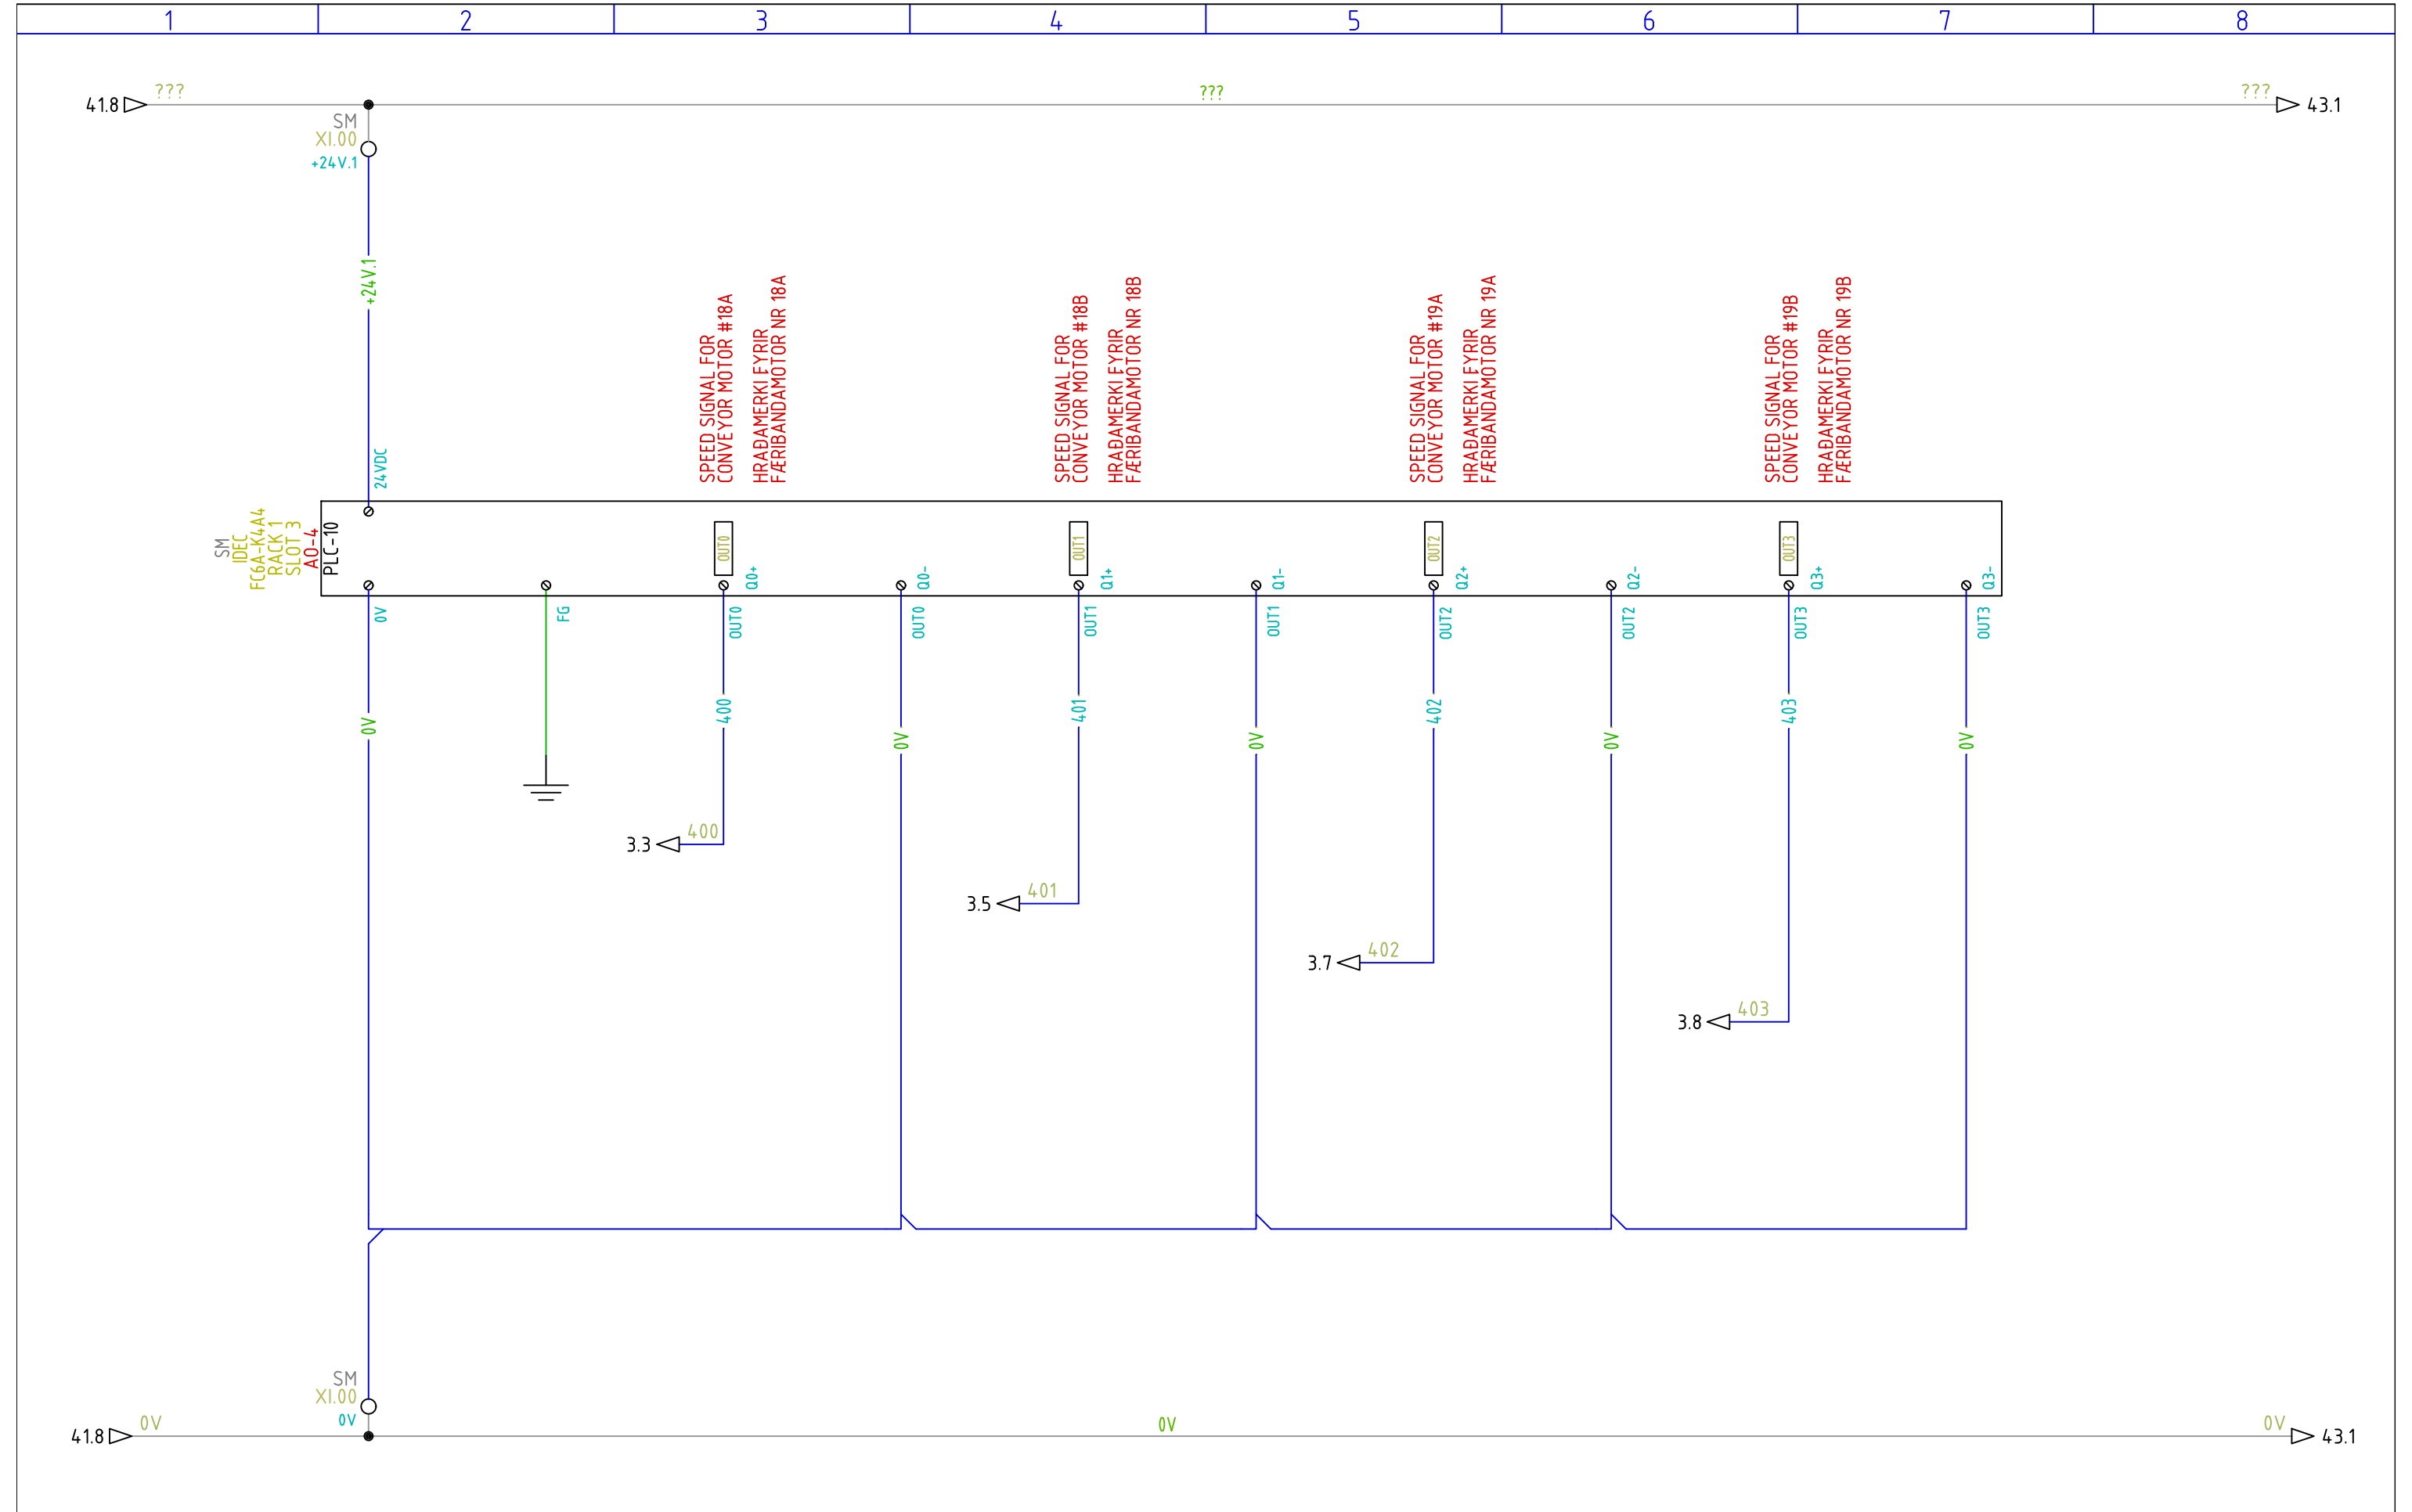 1 2 3 4 5 6 7 8
41.8 ??? ??? ??? 43.1
SM
X1.00
+24V.1
+24V.1
24VDC
SPEED SIGNAL FOR
CONVEYOR MOTOR #18A
HRAÐAMERKI FYRIR
FÆRIBANDAMOTOR NR 18A
SPEED SIGNAL FOR
CONVEYOR MOTOR #18B
HRAÐAMERKI FYRIR
FÆRIBANDAMOTOR NR 18B
SPEED SIGNAL FOR
CONVEYOR MOTOR #19A
HRAÐAMERKI FYRIR
FÆRIBANDAMOTOR NR 19A
SPEED SIGNAL FOR
CONVEYOR MOTOR #19B
HRAÐAMERKI FYRIR
FÆRIBANDAMOTOR NR 19B
SM
IDEC
FC6A-K4A4
RACK 1
SLOT 3
AO-4
PLC-10
OUT0
OUT1
OUT2
OUT3
Q0+
Q0-
Q1+
Q1-
Q2+
Q2-
Q3+
Q3-
0V
FG
OUT0
OUT0
OUT1
OUT1
OUT2
OUT2
OUT3
OUT3
0V
400
0V
401
0V
402
0V
403
0V
3.3 400
3.5 401
3.7 402
3.8 403
SM
X1.00
0V
41.8 0V 0V 0V 43.1